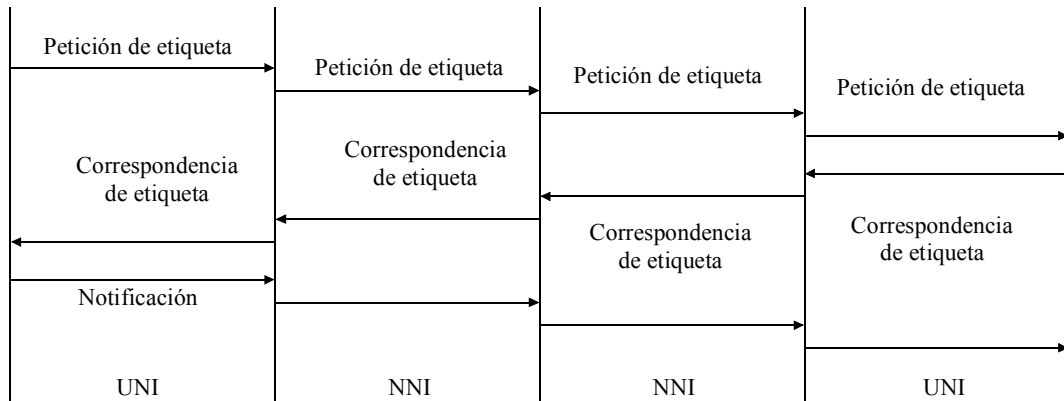 Petición de etiqueta
Petición de etiqueta
Petición de etiqueta
Petición de etiqueta
Correspondencia
de etiqueta
Correspondencia
de etiqueta
Correspondencia
de etiqueta
Correspondencia
de etiqueta
Notificación
UNI
NNI
NNI
UNI